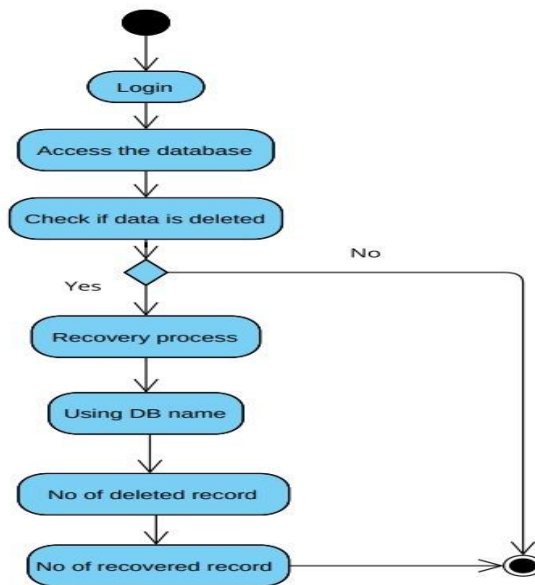 Login
Access the database
Check if data is deleted
No
Yes
Recovery process
Using DB name
No of deleted record
No of recovered record